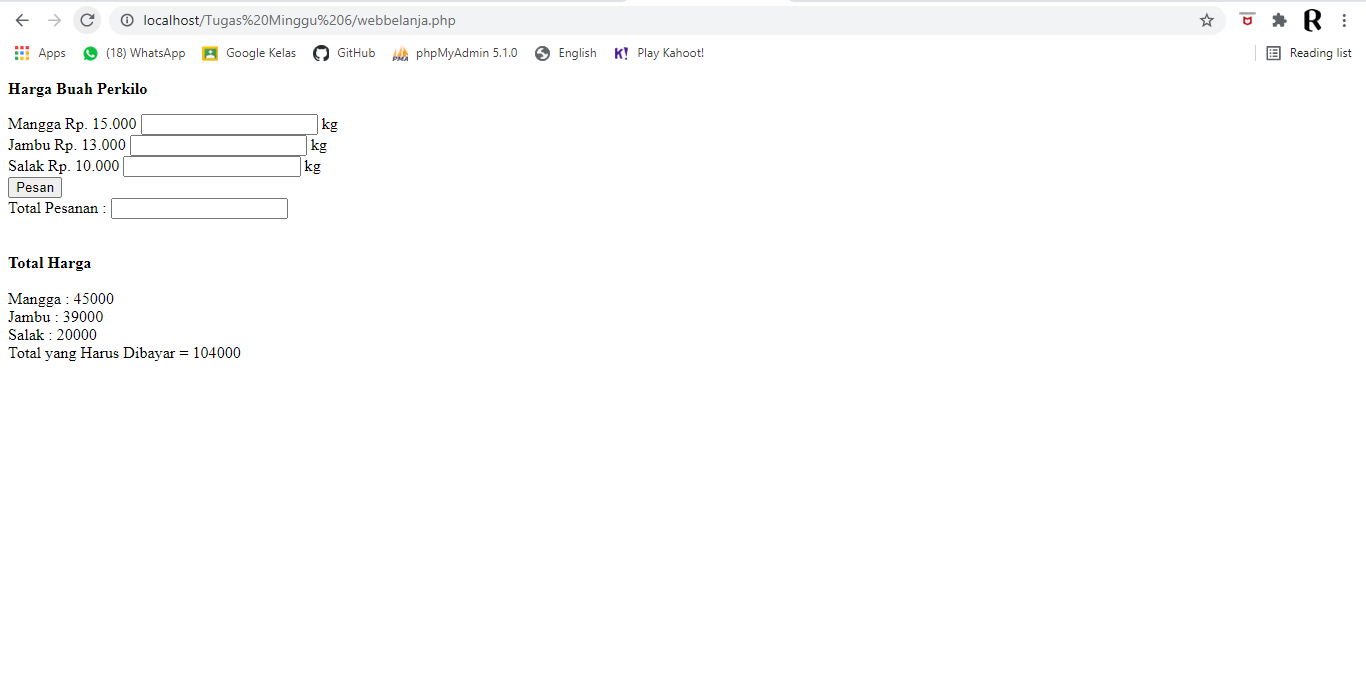 localhost/Tugas%20Minggu%206/webbelanja.php
Apps (18) WhatsApp Google Kelas GitHub phpMyAdmin 5.1.0 English K! Play Kahoot! Reading list
Harga Buah Perkilo
Mangga Rp. 15.000 kg
Jambu Rp. 13.000 kg
Salak Rp. 10.000 kg
Pesan
Total Pesanan :
Total Harga
Mangga : 45000
Jambu : 39000
Salak : 20000
Total yang Harus Dibayar = 104000